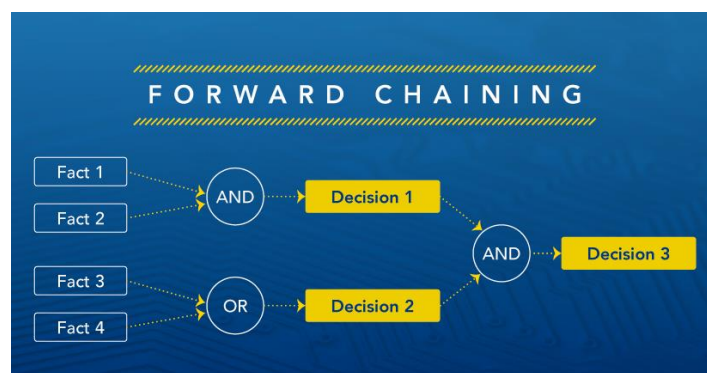 FORWARD CHAINING
Fact 1
Fact 2
AND
Decision 1
Fact 3
Fact 4
OR
Decision 2
AND
Decision 3